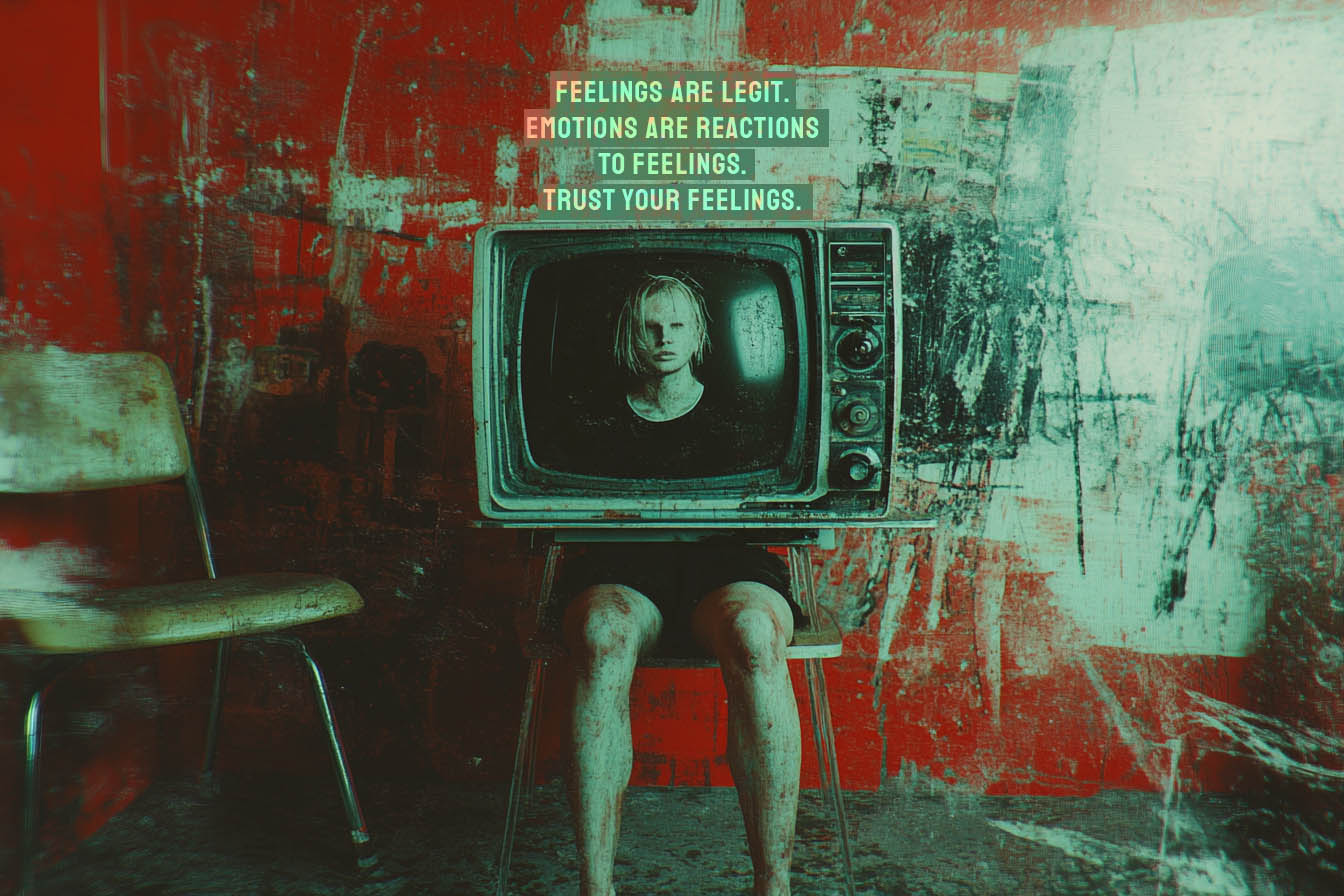 FEELINGS ARE LEGIT.
EMOTIONS ARE REACTIONS
TO FEELINGS.
TRUST YOUR FEELINGS.